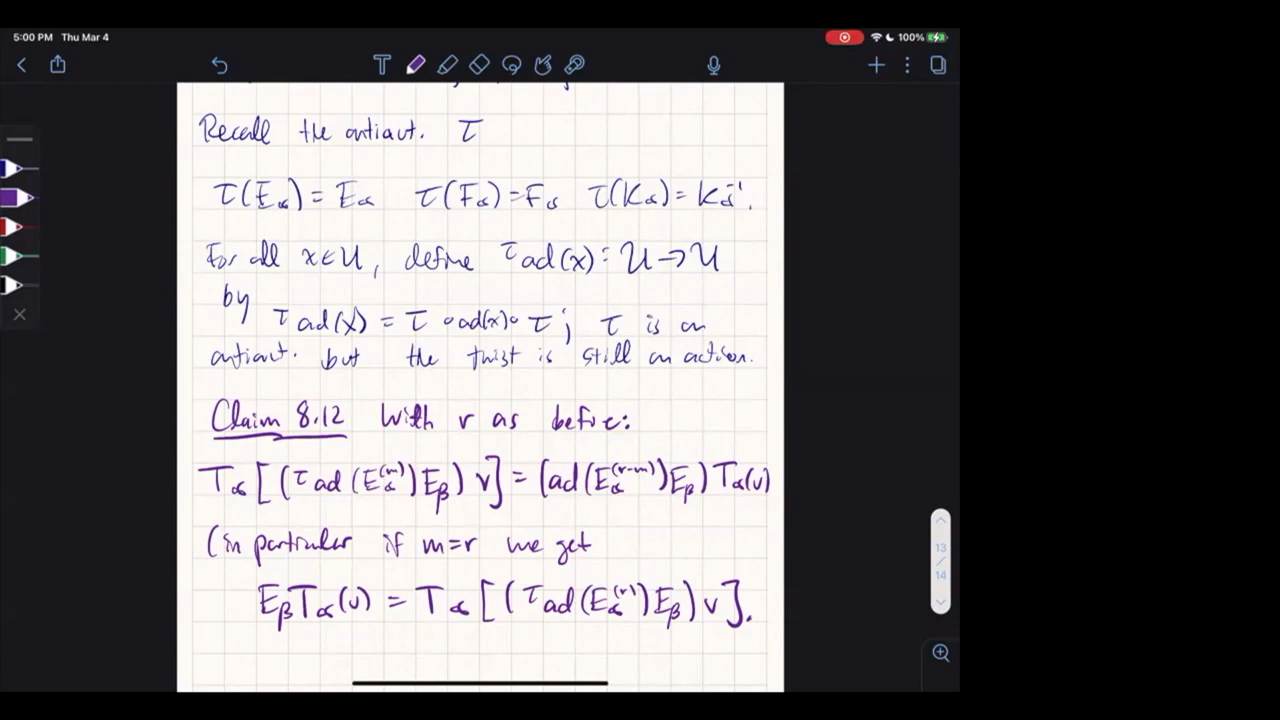 5:00 PM Thu Mar 4
100%
Recall the antiaut. τ
τ(E_α) = E_α τ(F_α) = F_α τ(K_α) = K_α^{-1}.
For all x ∈ U, define ^τad(x) : U → U
by
^τad(x) = τ ∘ ad(x) ∘ τ; τ is an
antiaut. but the twist is still an action.
Claim 8.12 With r as before:
T_α[(^τad(E_α^{(m)})E_β) v] = (ad(E_α^{(r-m)})E_β) T_α(v)
(in particular if m=r we get
E_β T_α(v) = T_α[(^τad(E_α^{(r)})E_β) v].
13
/
14